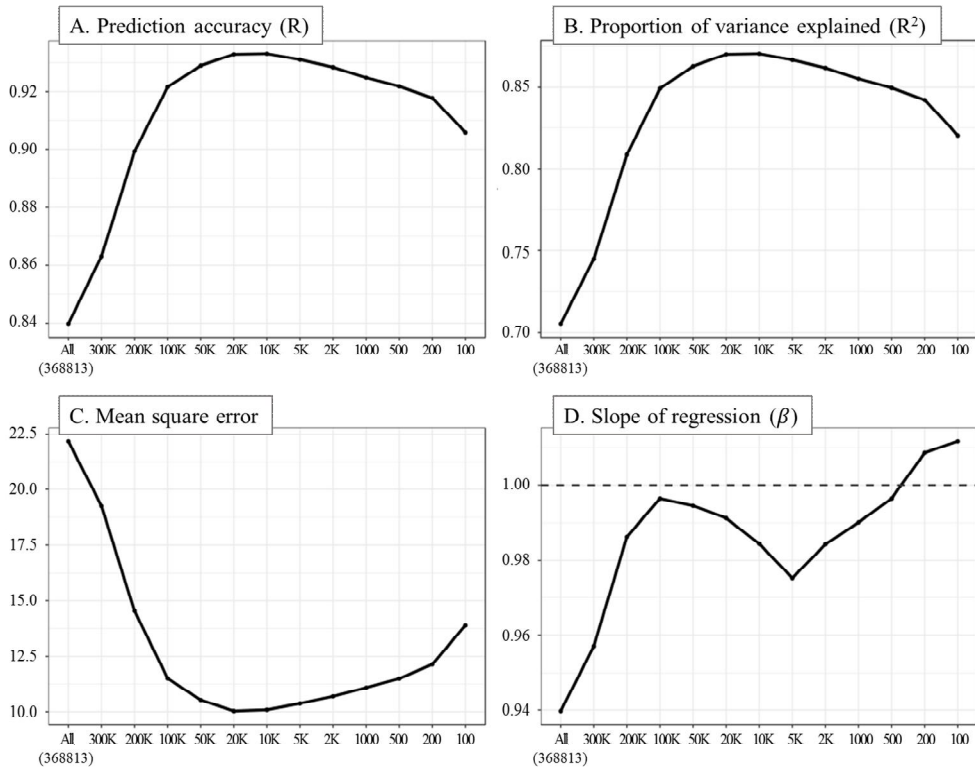 A. Prediction accuracy (R)
0.92
0.90
0.88
0.86
0.84
All 300K 200K 100K 50K 20K 10K 5K 2K 1000 500 200 100
(368813)
B. Proportion of variance explained (R²)
0.85
0.80
0.75
0.70
All 300K 200K 100K 50K 20K 10K 5K 2K 1000 500 200 100
(368813)
C. Mean square error
22.5
20.0
17.5
15.0
12.5
10.0
All 300K 200K 100K 50K 20K 10K 5K 2K 1000 500 200 100
(368813)
D. Slope of regression (β)
1.00
0.98
0.96
0.94
All 300K 200K 100K 50K 20K 10K 5K 2K 1000 500 200 100
(368813)